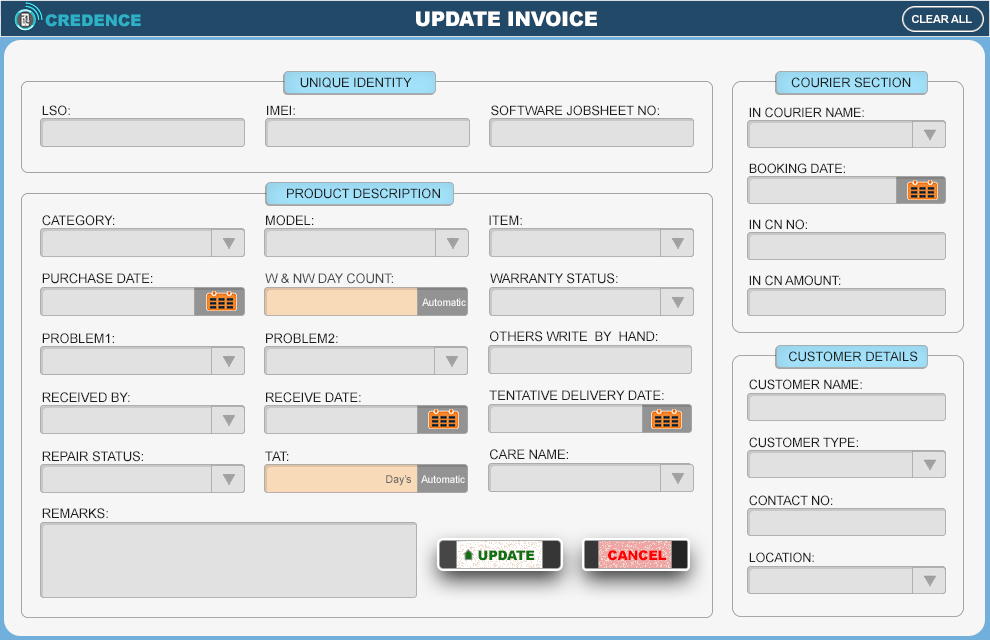 CREDENCE
UPDATE INVOICE
CLEAR ALL
UNIQUE IDENTITY
LSO:
IMEI:
SOFTWARE JOBSHEET NO:
PRODUCT DESCRIPTION
CATEGORY:
MODEL:
ITEM:
PURCHASE DATE:
W & NW DAY COUNT:
Automatic
WARRANTY STATUS:
PROBLEM1:
PROBLEM2:
OTHERS WRITE BY HAND:
RECEIVED BY:
RECEIVE DATE:
TENTATIVE DELIVERY DATE:
REPAIR STATUS:
TAT:
Day's
Automatic
CARE NAME:
REMARKS:
UPDATE
CANCEL
COURIER SECTION
IN COURIER NAME:
BOOKING DATE:
IN CN NO:
IN CN AMOUNT:
CUSTOMER DETAILS
CUSTOMER NAME:
CUSTOMER TYPE:
CONTACT NO:
LOCATION: